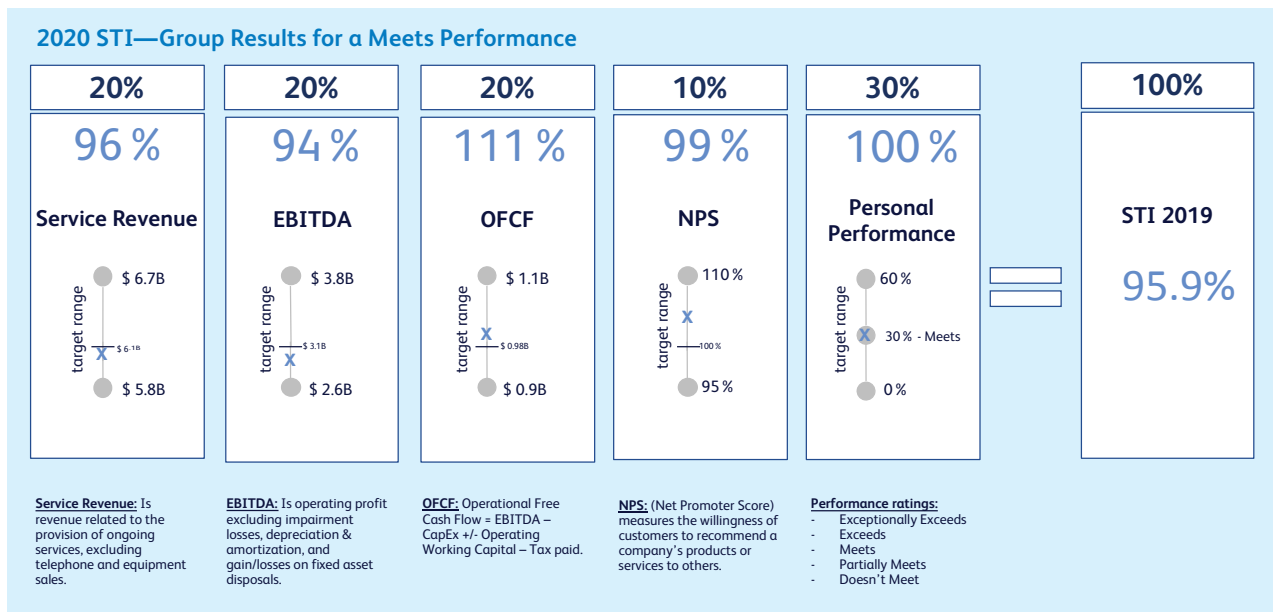 2020 STI—Group Results for a Meets Performance
20%
96 %
Service Revenue
target range
$ 6.7B
X
$ 6.1B
$ 5.8B
20%
94 %
EBITDA
target range
$ 3.8B
$ 3.1B
X
$ 2.6B
20%
111 %
OFCF
target range
$ 1.1B
X
$ 0.98B
$ 0.9B
10%
99 %
NPS
target range
110 %
X
100 %
95 %
30%
100 %
Personal
Performance
target range
60 %
X
30 % - Meets
0 %
100%
STI 2019
95.9%
Service Revenue: Is
revenue related to the
provision of ongoing
services, excluding
telephone and equipment
sales.
EBITDA: Is operating profit
excluding impairment
losses, depreciation &
amortization, and
gain/losses on fixed asset
disposals.
OFCF: Operational Free
Cash Flow = EBITDA –
CapEx +/- Operating
Working Capital – Tax paid.
NPS: (Net Promoter Score)
measures the willingness of
customers to recommend a
company's products or
services to others.
Performance ratings:
- Exceptionally Exceeds
- Exceeds
- Meets
- Partially Meets
- Doesn't Meet